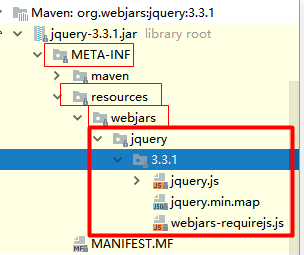 Maven: org.webjars:jquery:3.3.1
jquery-3.3.1.jar library root
META-INF
maven
resources
webjars
jquery
3.3.1
jquery.js
jquery.min.map
webjars-requirejs.js
MANIFEST.MF